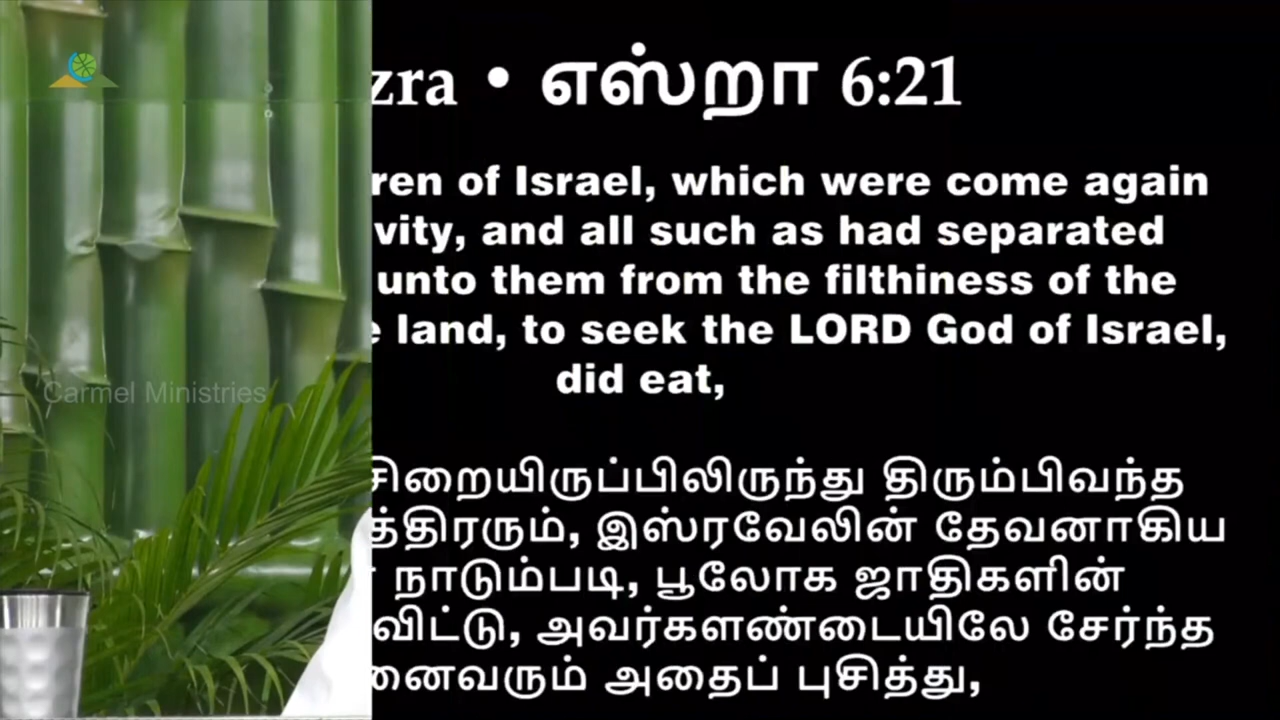 zra • எஸ்றா 6:21
ren of Israel, which were come again
vity, and all such as had separated
unto them from the filthiness of the
land, to seek the LORD God of Israel,
did eat,
சிறையிருப்பிலிருந்து திரும்பிவந்த
த்திரரும், இஸ்ரவேலின் தேவனாகிய
நாடும்படி, பூலோக ஜாதிகளின்
விட்டு, அவர்களண்டையிலே சேர்ந்த
னைவரும் அதைப் புசித்து,
Carmel Ministries